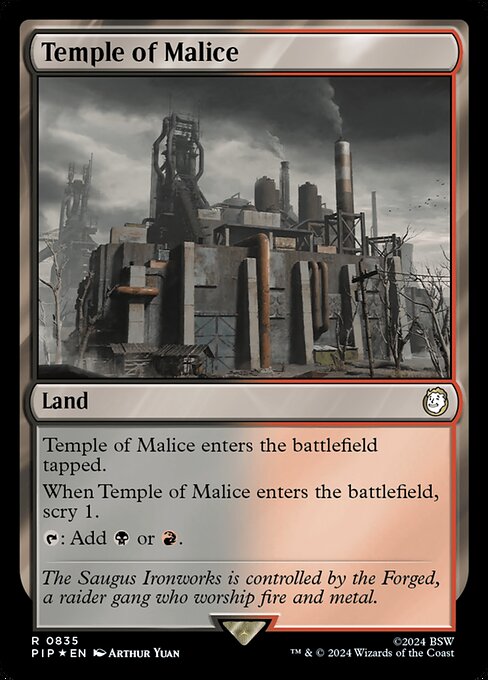 Temple of Malice
Land
Temple of Malice enters the battlefield
tapped.
When Temple of Malice enters the battlefield,
scry 1.
: Add or .
The Saugus Ironworks is controlled by the Forged,
a raider gang who worship fire and metal.
R 0835
PIP ★ EN Arthur Yuan
©2024 BSW
™ & © 2024 Wizards of the Coast